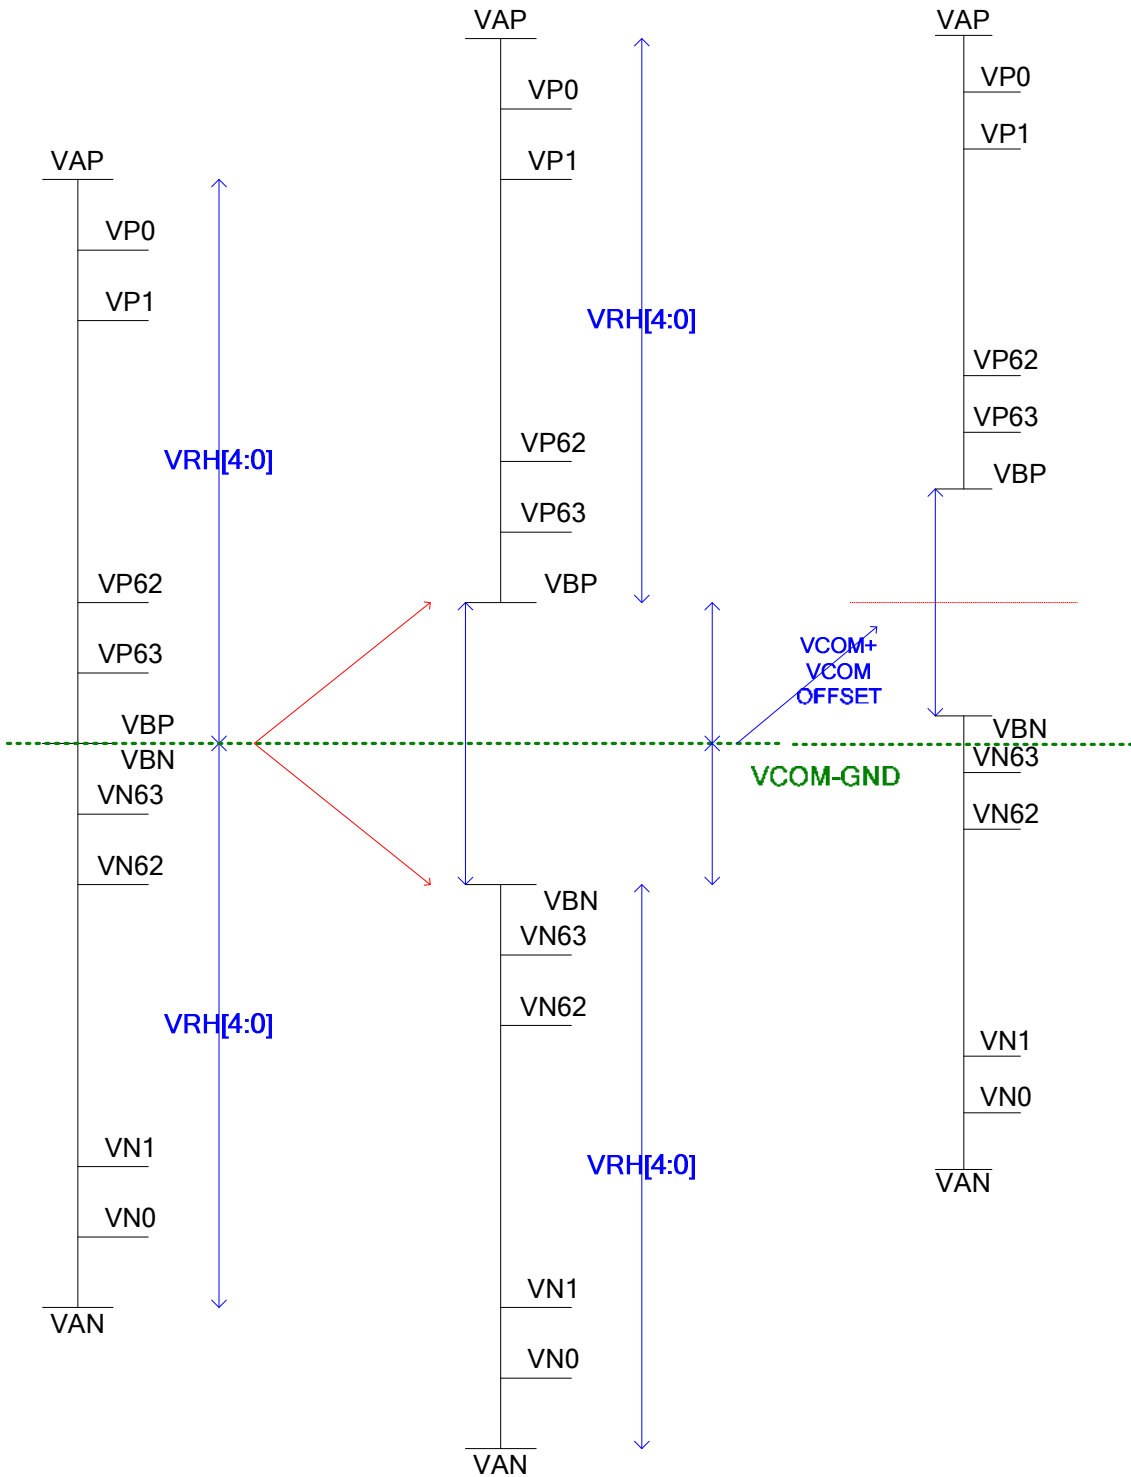 VAP
VP0
VP1
VRH[4:0]
VP62
VP63
VBP
VBN
VN63
VN62
VRH[4:0]
VN1
VN0
VAN
VAP
VP0
VP1
VRH[4:0]
VP62
VP63
VBP
VBN
VN63
VN62
VRH[4:0]
VN1
VN0
VAN
VCOM+
VCOM
OFFSET
VCOM-GND
VAP
VP0
VP1
VP62
VP63
VBP
VBN
VN63
VN62
VN1
VN0
VAN